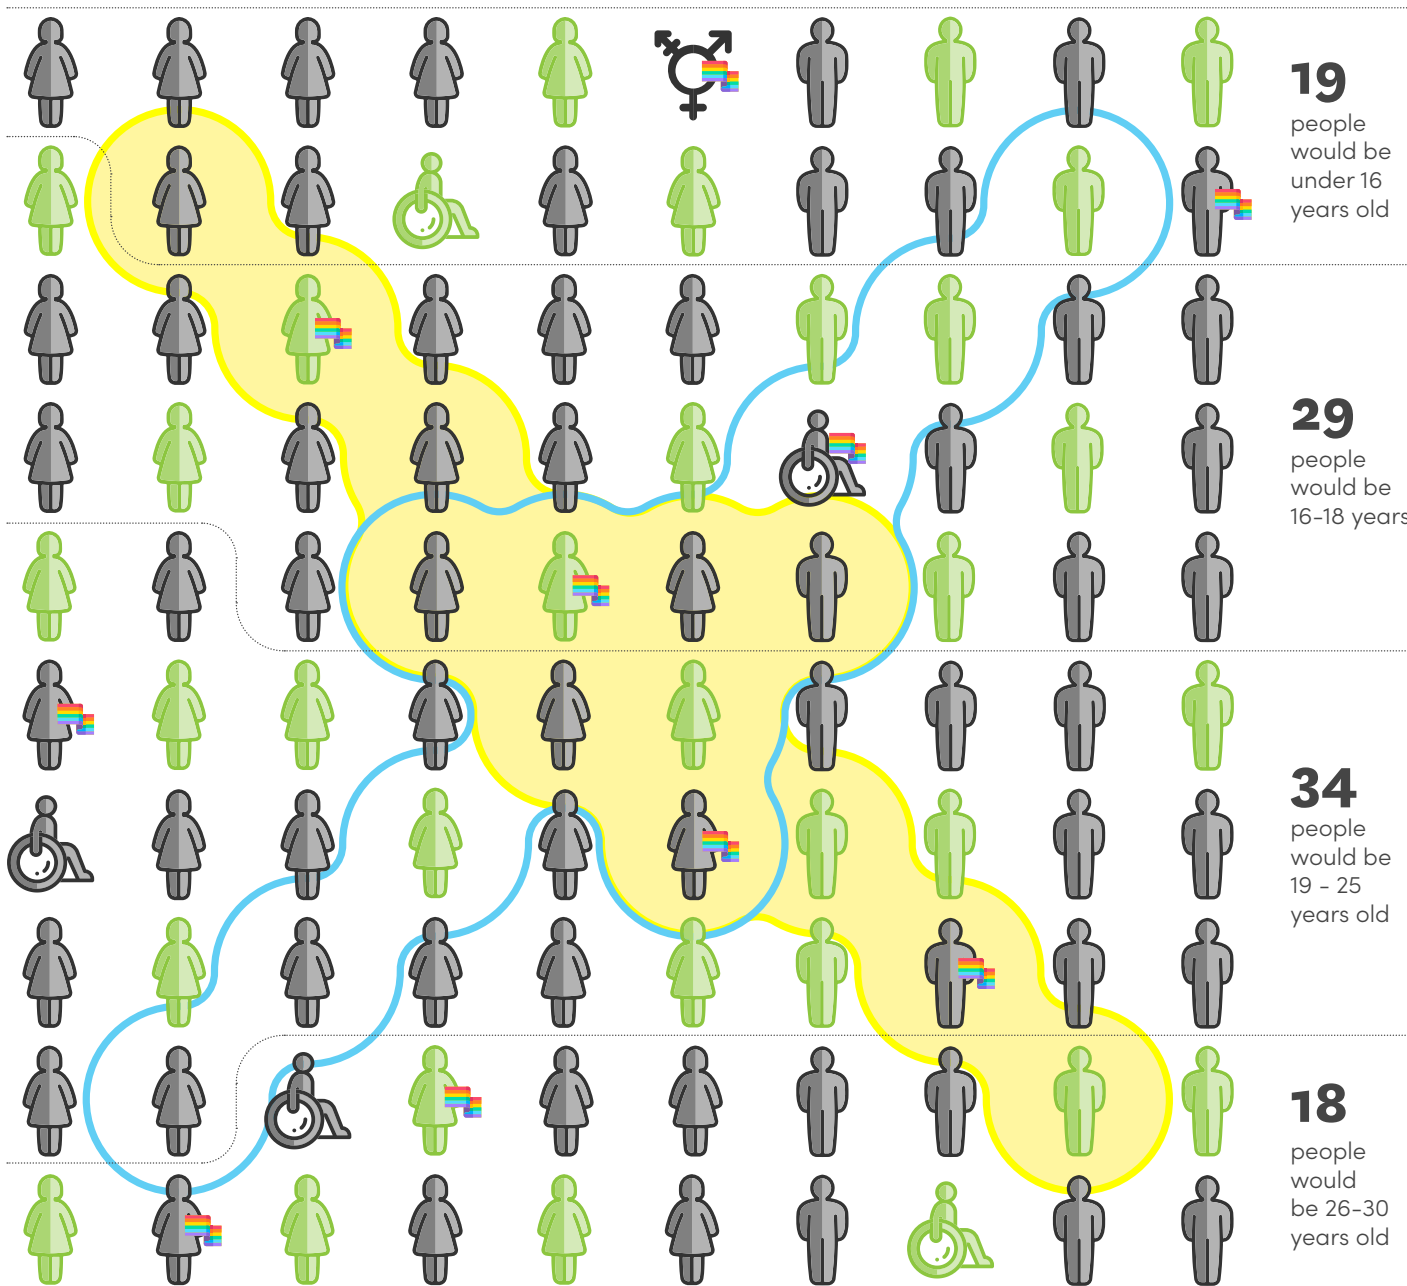 19
people
would be
under 16
years old
29
people
would be
16-18 years
34
people
would be
19 - 25
years old
18
people
would
be 26-30
years old